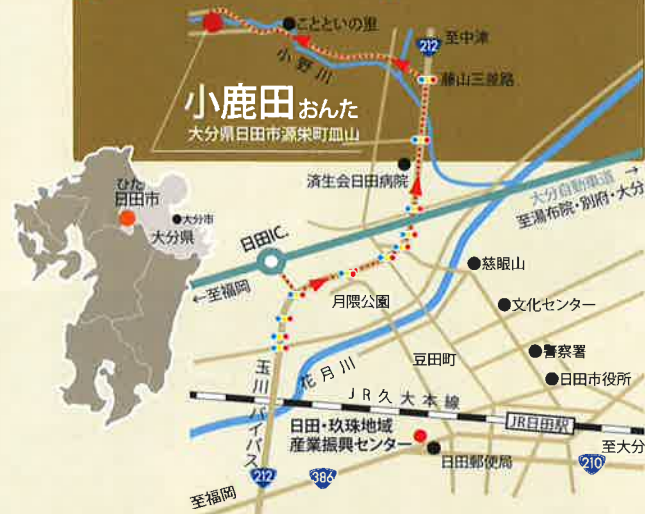 ことといの里
小野川
212
至中津
藤山三差路
小鹿田おんた
大分県日田市源栄町皿山
済生会日田病院
大分自動車道 →
至湯布院・別府・大分
ひた
日田市
大分市
大分県
日田IC.
←至福岡
月隈公園
慈眼山
文化センター
警察署
日田市役所
豆田町
花月川
玉川バイパス
JR久大本線
JR日田駅
日田・玖珠地域
産業振興センター
至大分
日田郵便局
212
386
210
至福岡